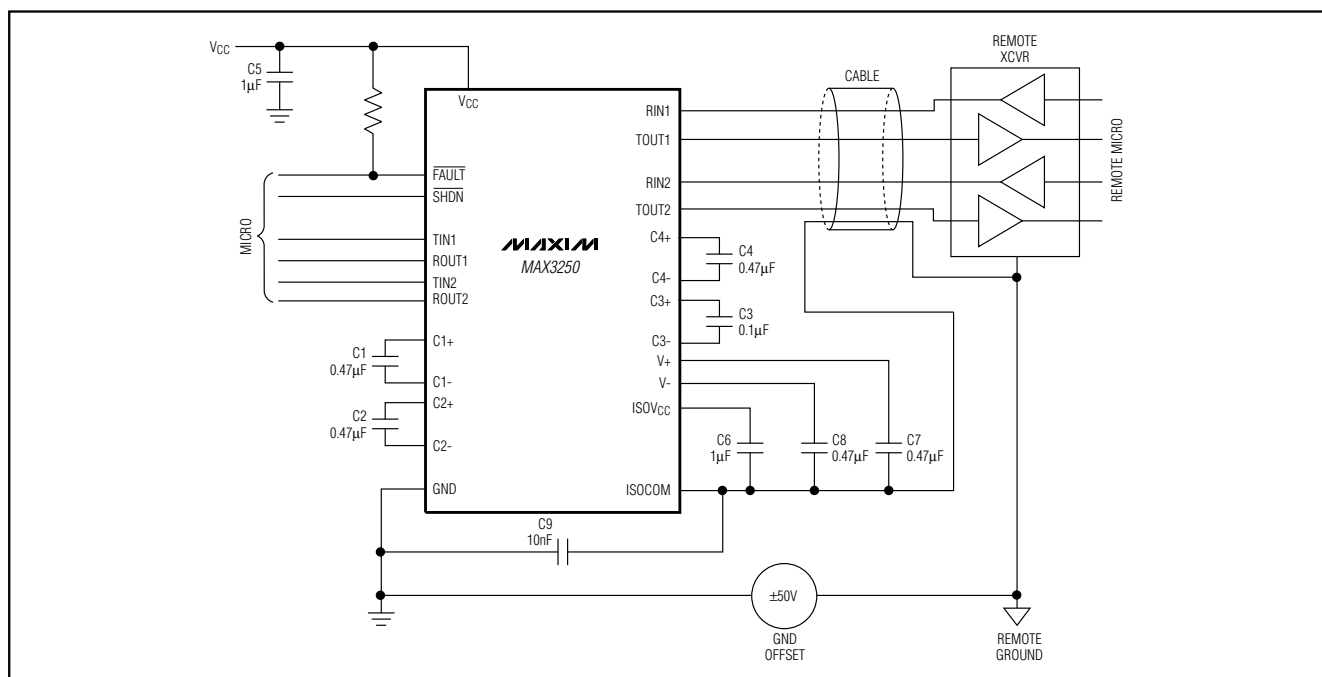 VCC
C5
1µF
VCC
FAULT
SHDN
TIN1
ROUT1
TIN2
ROUT2
MICRO
C1+
C1
0.47µF
C1-
C2+
C2
0.47µF
C2-
GND
MAXIM
MAX3250
RIN1
TOUT1
RIN2
TOUT2
C4+
C4-
C3+
C3-
V+
V-
ISOVCC
ISOCOM
C4
0.47µF
C3
0.1µF
C6
1µF
C8
0.47µF
C7
0.47µF
C9
10nF
CABLE
REMOTE
XCVR
REMOTE MICRO
±50V
GND
OFFSET
REMOTE
GROUND